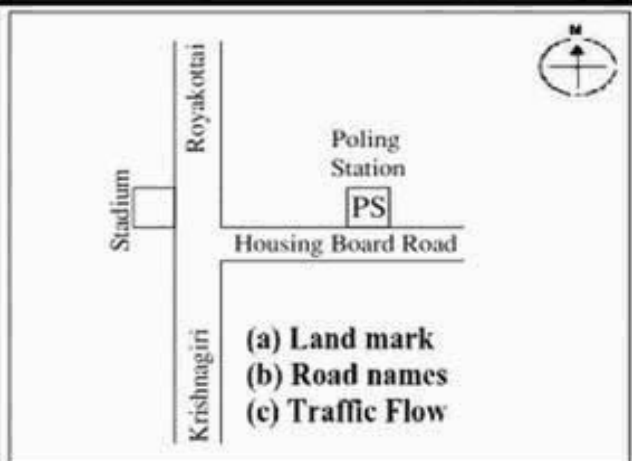 N
Royakottai
Poling
Station
PS
Stadium
Housing Board Road
Krishnagiri
(a) Land mark
(b) Road names
(c) Traffic Flow